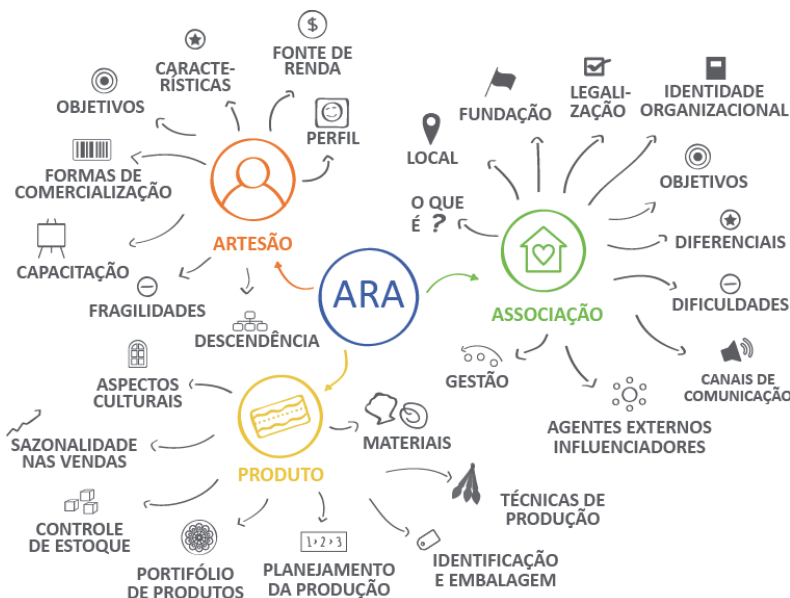 FONTE DE
RENDA
CARACTE-
RÍSTICAS
OBJETIVOS
PERFIL
FORMAS DE
COMERCIALIZAÇÃO
ARTESÃO
CAPACITAÇÃO
FRAGILIDADES
DESCENDÊNCIA
ARA
LEGALI-
ZAÇÃO
IDENTIDADE
ORGANIZACIONAL
FUNDAÇÃO
LOCAL
OBJETIVOS
O QUE
É ?
DIFERENCIAIS
ASSOCIAÇÃO
DIFICULDADES
GESTÃO
CANAIS DE
COMUNICAÇÃO
AGENTES EXTERNOS
INFLUENCIADORES
ASPECTOS
CULTURAIS
MATERIAIS
SAZONALIDADE
NAS VENDAS
PRODUTO
TÉCNICAS DE
PRODUÇÃO
CONTROLE
DE ESTOQUE
PORTIFÓLIO
DE PRODUTOS
1›2›3
PLANEJAMENTO
DA PRODUÇÃO
IDENTIFICAÇÃO
E EMBALAGEM